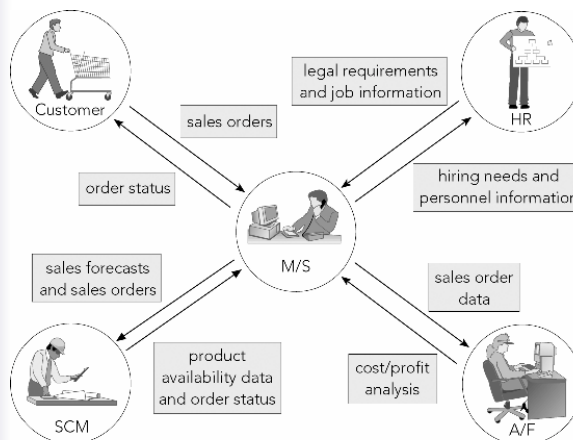 Customer
sales orders
order status
legal requirements
and job information
HR
hiring needs and
personnel information
M/S
sales forecasts
and sales orders
SCM
product
availability data
and order status
sales order
data
cost/profit
analysis
A/F